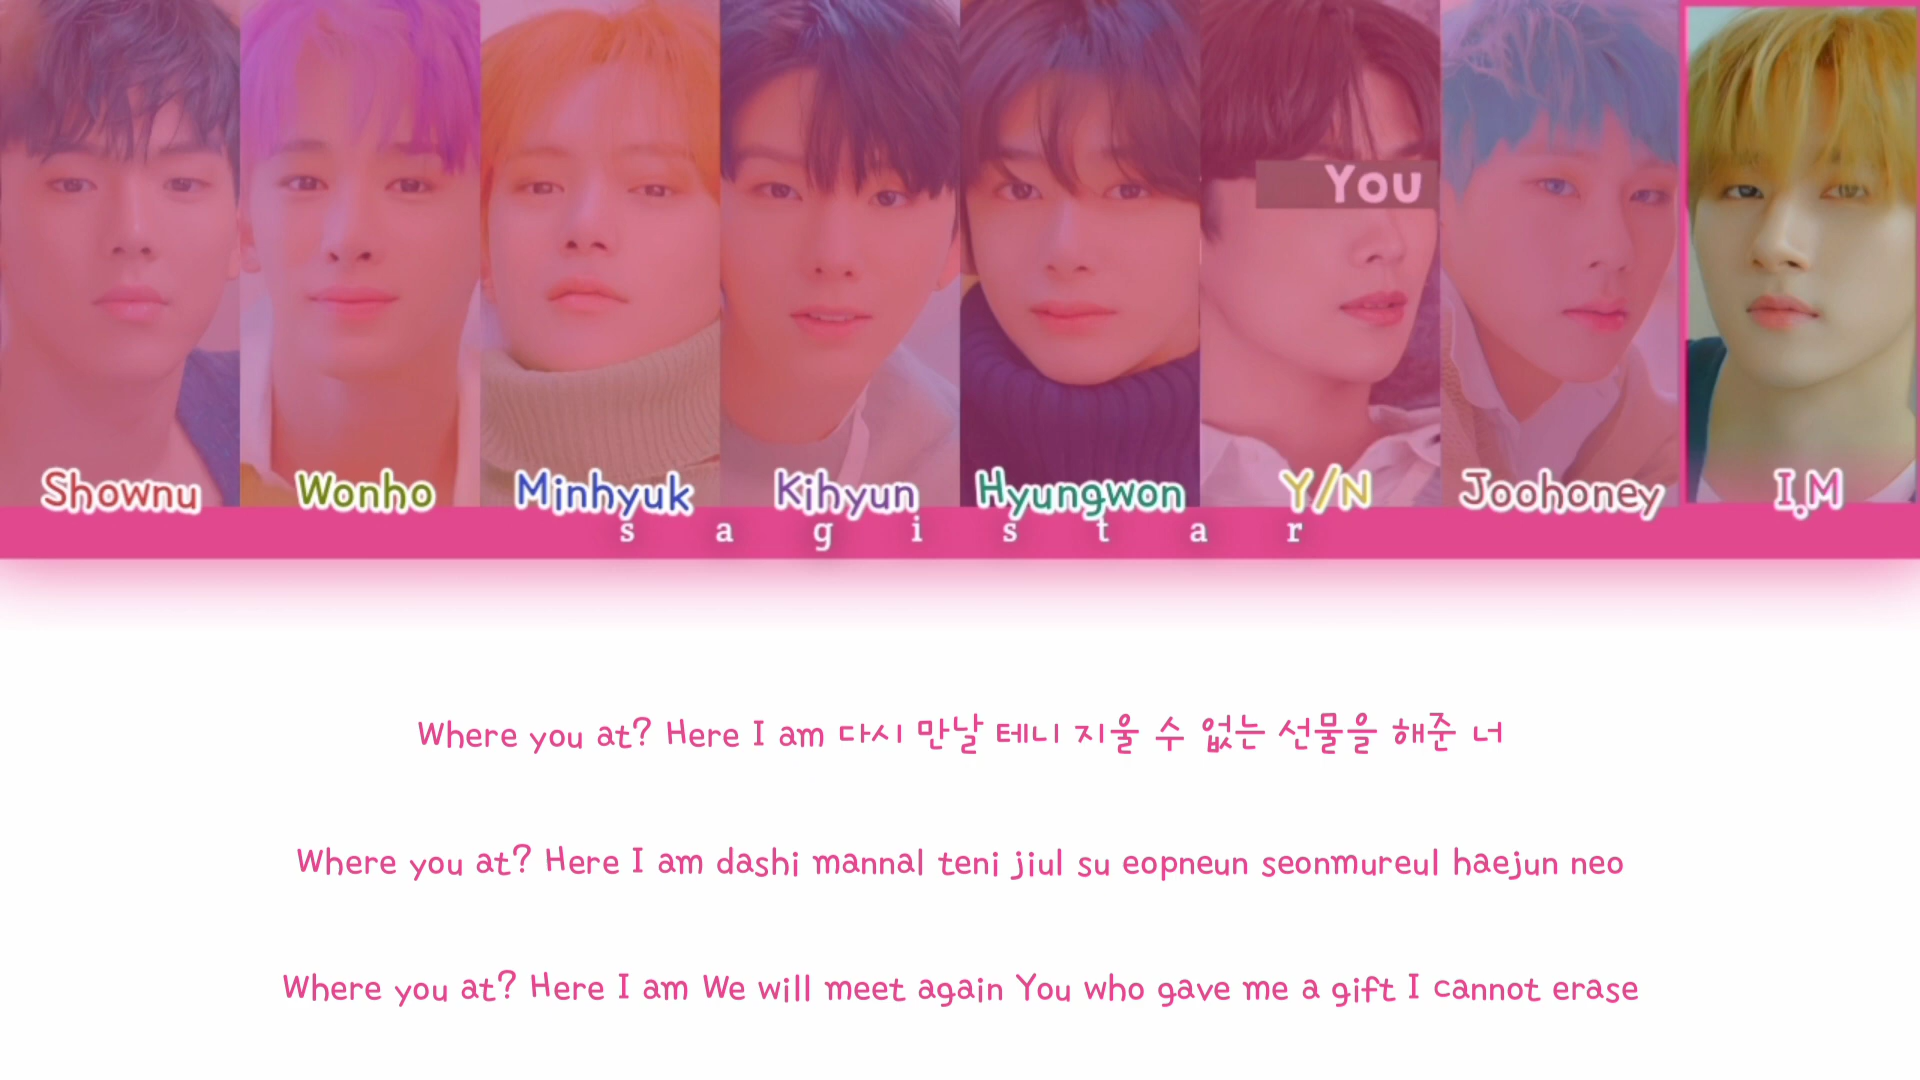 You
Shownu Wonho Minhyuk Kihyun Hyungwon Y/N Joohoney I.M
sagistar
Where you at? Here I am 다시 만날 테니 지울 수 없는 선물을 해준 너
Where you at? Here I am dashi mannal teni jiul su eopneun seonmureul haejun neo
Where you at? Here I am We will meet again You who gave me a gift I cannot erase